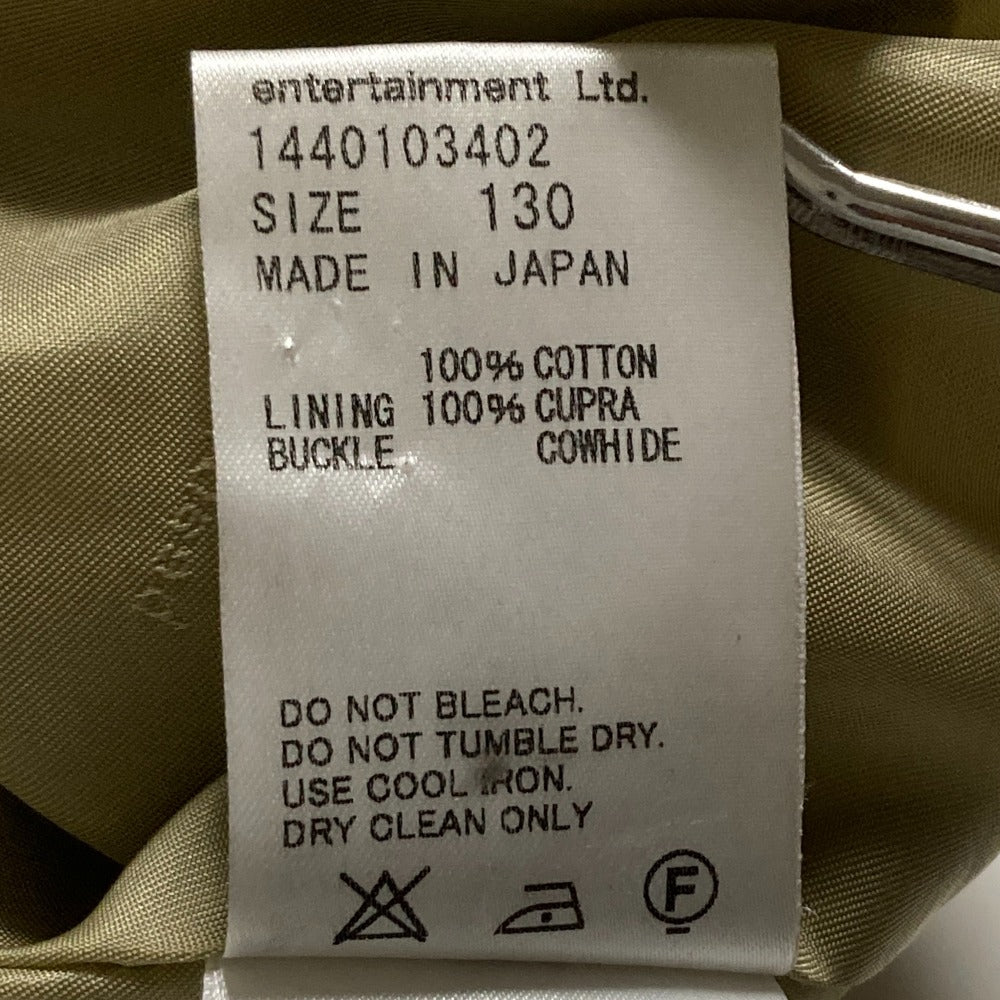 entertainment Ltd.
1440103402
SIZE 130
MADE IN JAPAN
100% COTTON
LINING 100% CUPRA
BUCKLE COWHIDE
DO NOT BLEACH.
DO NOT TUMBLE DRY.
USE COOL IRON.
DRY CLEAN ONLY
F